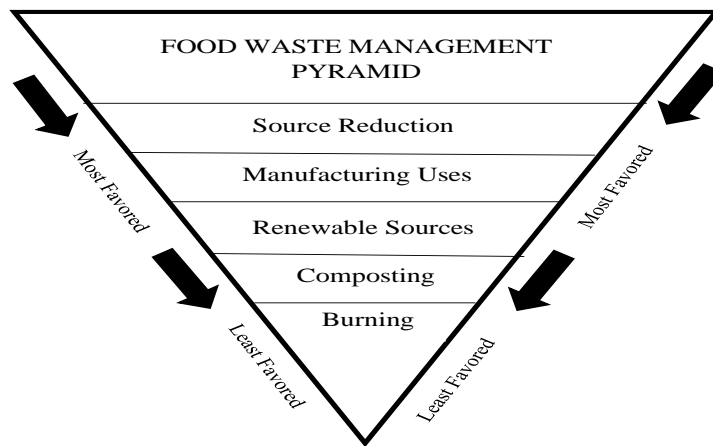 FOOD WASTE MANAGEMENT
PYRAMID
Source Reduction
Manufacturing Uses
Most Favored
Most Favored
Renewable Sources
Composting
Burning
Least Favored
Least Favored